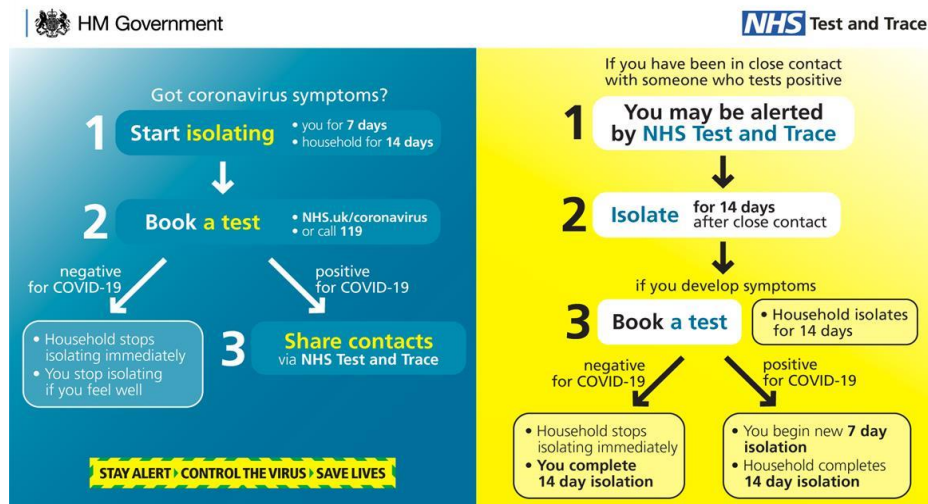 HM Government
NHS Test and Trace
Got coronavirus symptoms?
1 Start isolating
• you for 7 days
• household for 14 days
2 Book a test
• NHS.uk/coronavirus
• or call 119
negative
for COVID-19
positive
for COVID-19
• Household stops
isolating immediately
• You stop isolating
if you feel well
3 Share contacts
via NHS Test and Trace
STAY ALERT CONTROL THE VIRUS SAVE LIVES
If you have been in close contact
with someone who tests positive
1 You may be alerted
by NHS Test and Trace
2 Isolate
for 14 days
after close contact
if you develop symptoms
3 Book a test
• Household isolates
for 14 days
negative
for COVID-19
positive
for COVID-19
• Household stops
isolating immediately
• You complete
14 day isolation
• You begin new 7 day
isolation
• Household completes
14 day isolation